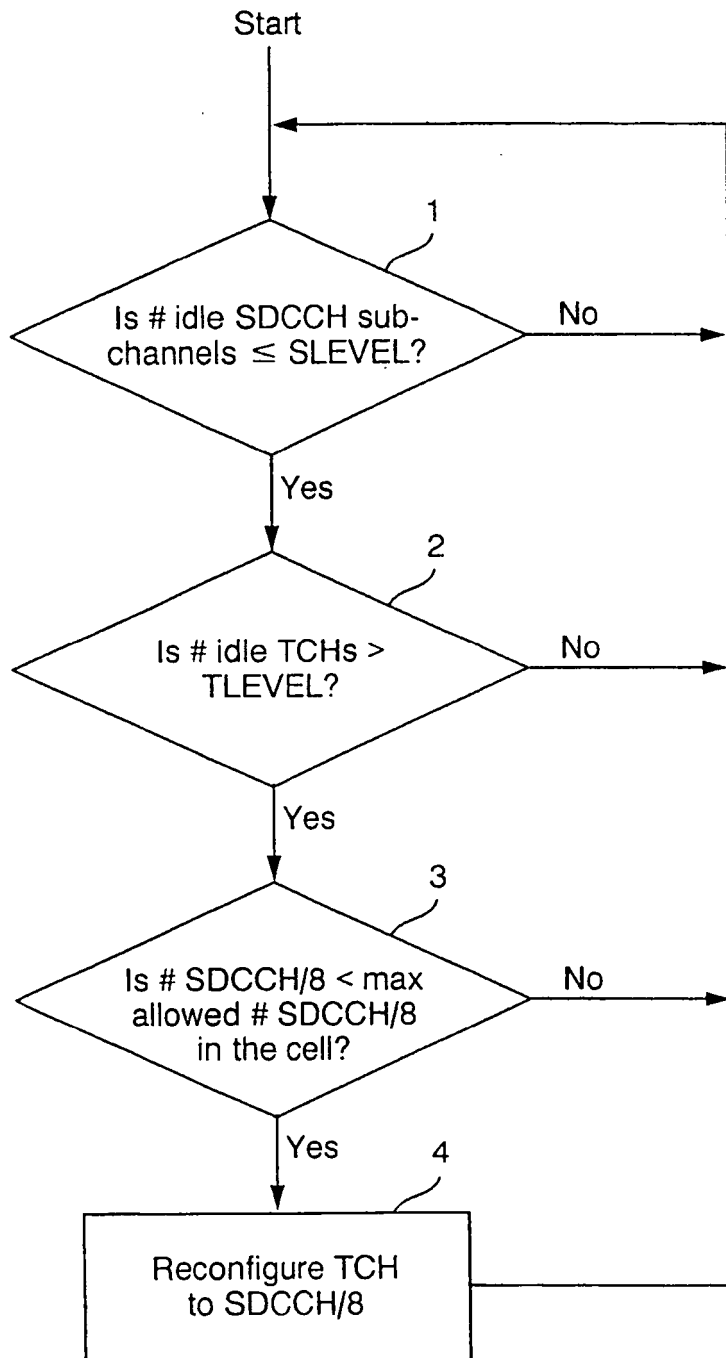 Start
1
Is # idle SDCCH sub-
channels ≤ SLEVEL?
No
Yes
2
Is # idle TCHs >
TLEVEL?
No
Yes
3
Is # SDCCH/8 < max
allowed # SDCCH/8
in the cell?
No
Yes
4
Reconfigure TCH
to SDCCH/8